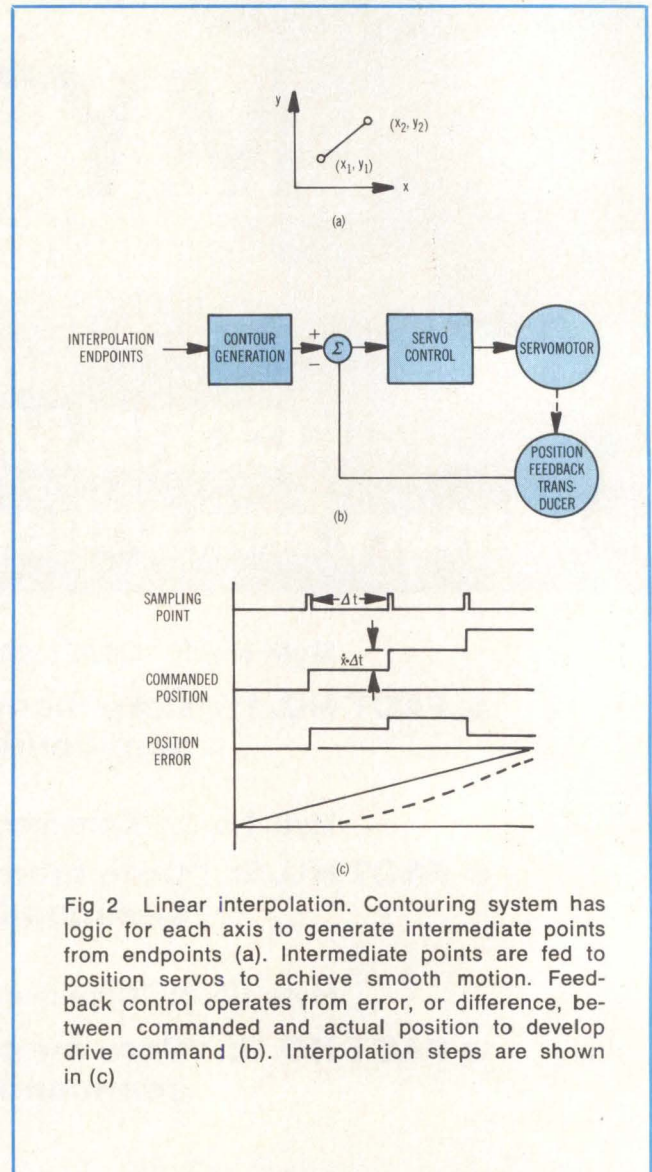 y
(x₂, y₂)
(x₁, y₁)
x
(a)
INTERPOLATION
ENDPOINTS
CONTOUR
GENERATION
+
−
Σ
SERVO
CONTROL
SERVOMOTOR
POSITION
FEEDBACK
TRANS-
DUCER
(b)
SAMPLING
POINT
Δt
ẋ•Δt
COMMANDED
POSITION
POSITION
ERROR
(c)
Fig 2 Linear interpolation. Contouring system has
logic for each axis to generate intermediate points
from endpoints (a). Intermediate points are fed to
position servos to achieve smooth motion. Feed-
back control operates from error, or difference, be-
tween commanded and actual position to develop
drive command (b). Interpolation steps are shown
in (c)